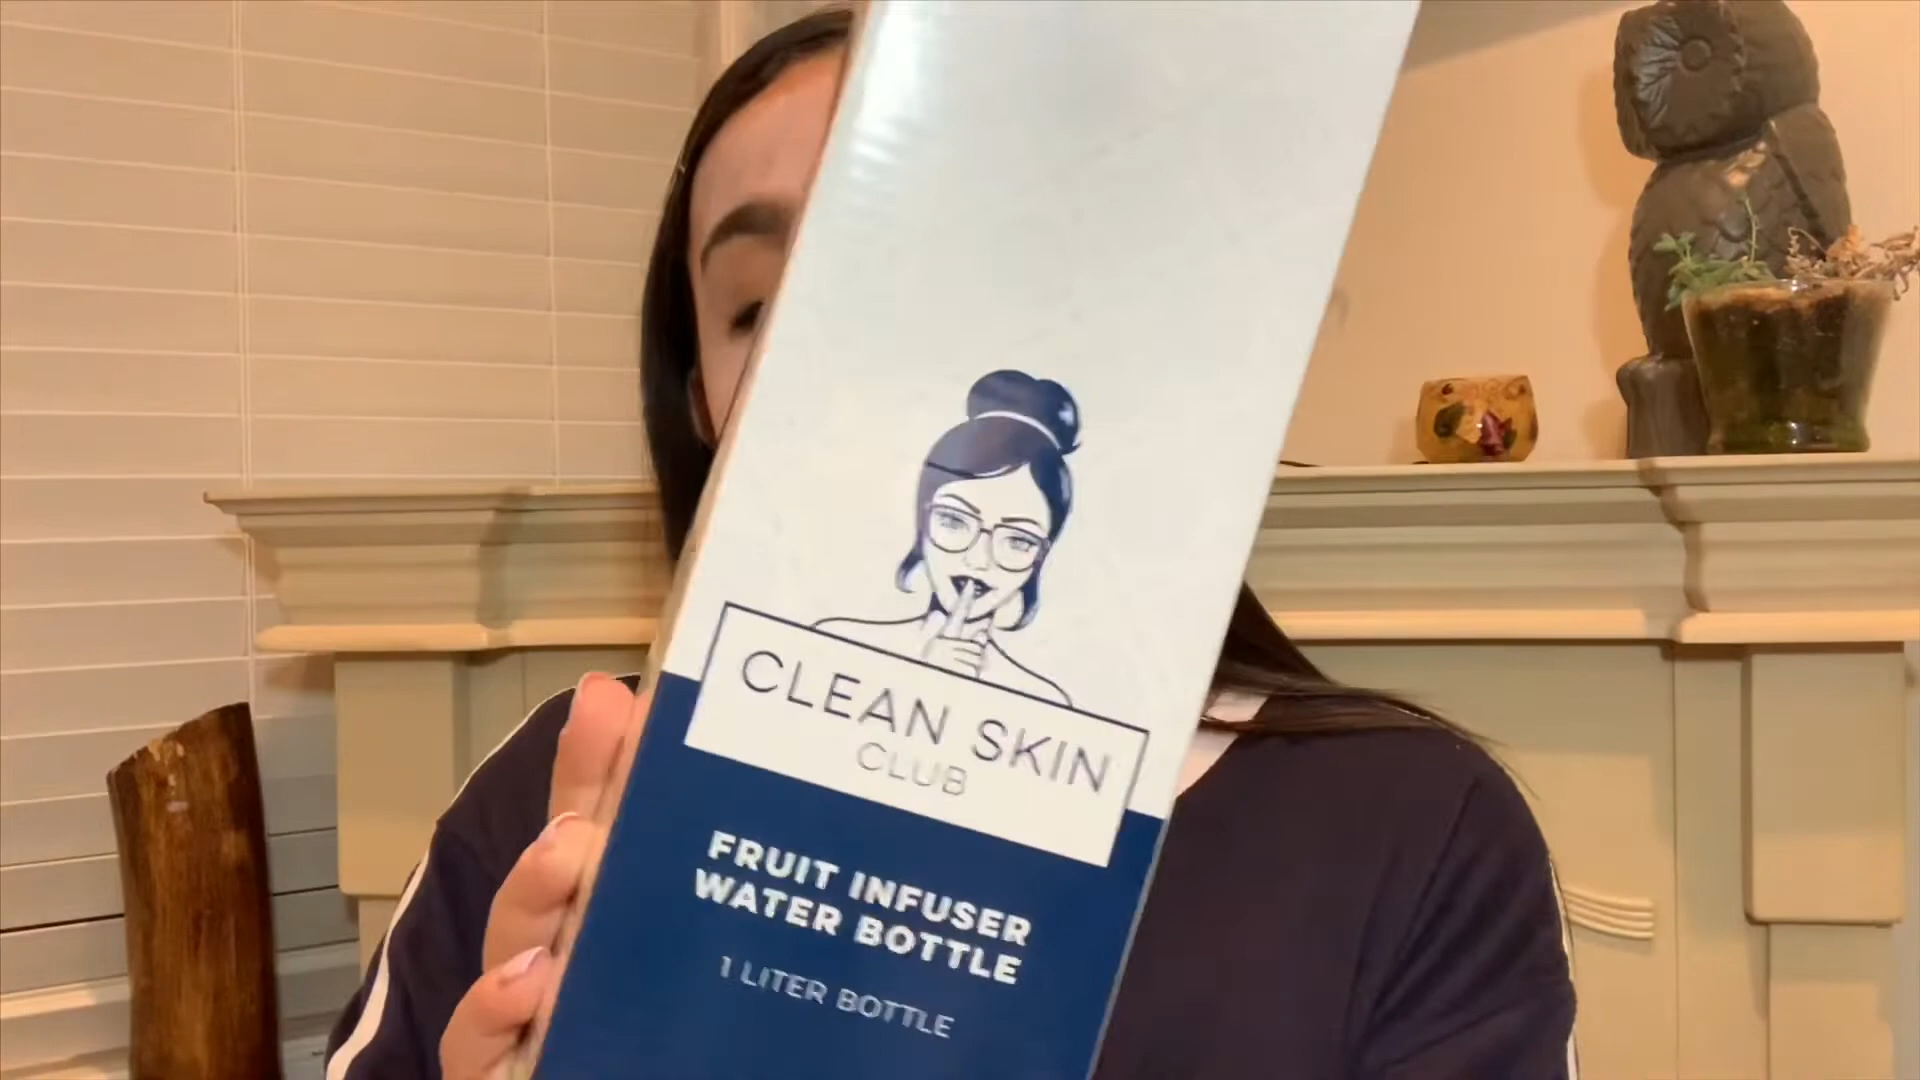 CLEAN SKIN
CLUB
FRUIT INFUSER
WATER BOTTLE
1 LITER BOTTLE